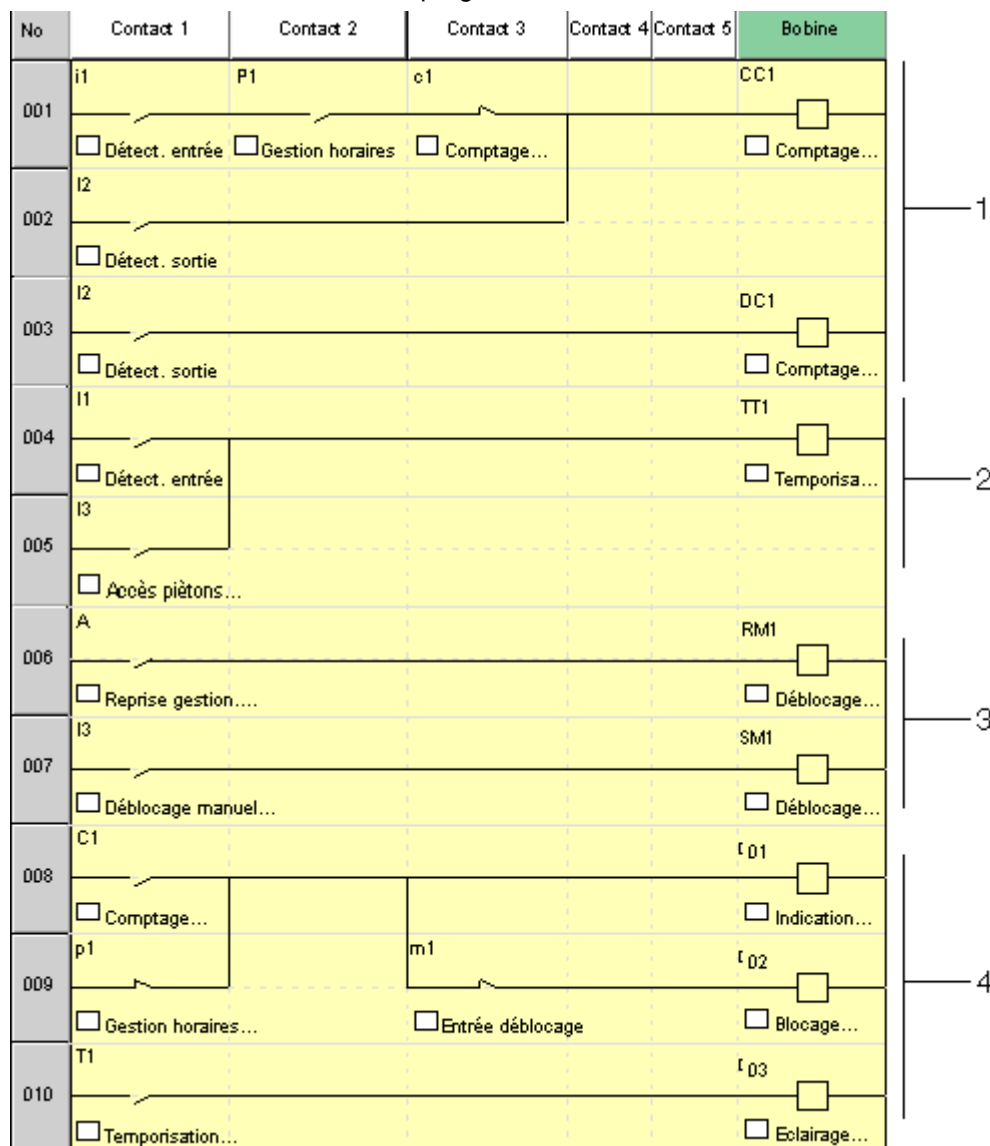 No Contact 1 Contact 2 Contact 3 Contact 4 Contact 5 Bobine
i1 P1 c1 CC1
001
Détect. entrée Gestion horaires Comptage... Comptage...
I2
002
Détect. sortie
I2 DC1
003
Détect. sortie Comptage...
1
I1 TT1
004
Détect. entrée Temporisa...
I3
005
Accès piètons...
2
A RM1
006
Reprise gestion.... Déblocage...
I3 SM1
007
Déblocage manuel... Déblocage...
3
C1 [ 01
008
Comptage... Indication...
p1 m1 [ 02
009
Gestion horaires... Entrée déblocage Blocage...
T1 [ 03
010
Temporisation... Eclairage...
4